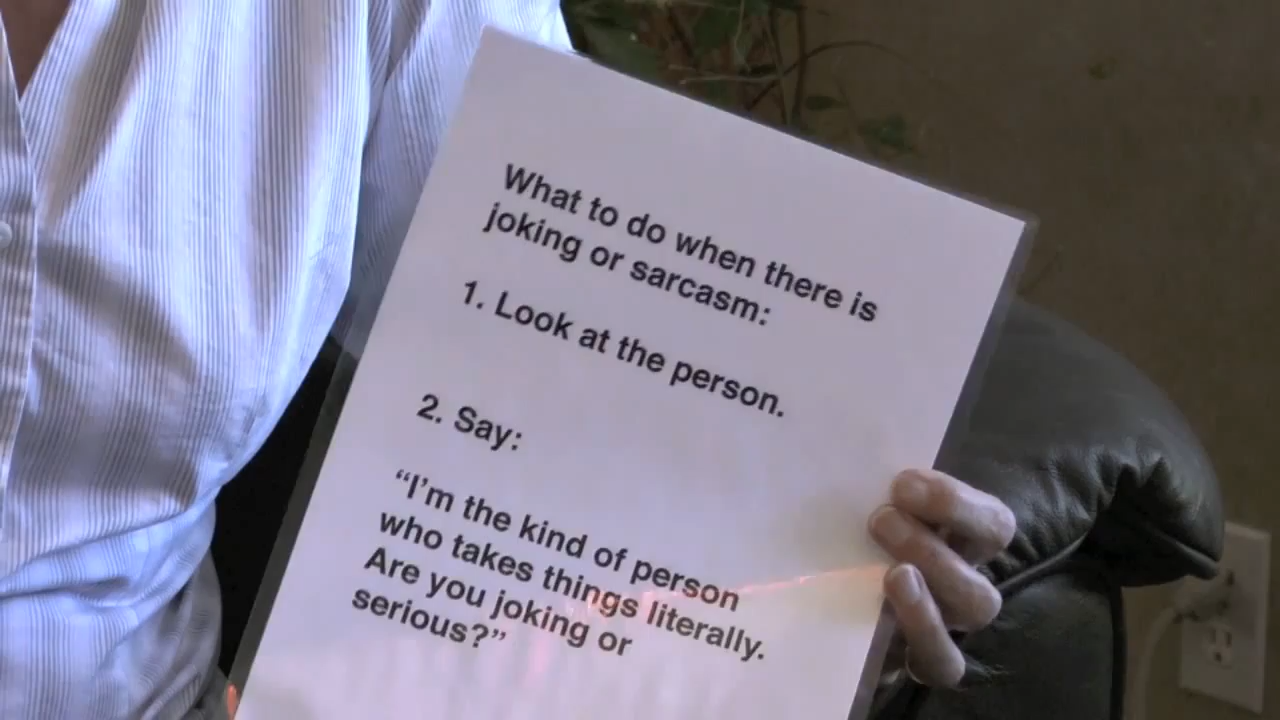 What to do when there is
joking or sarcasm:
1. Look at the person.
2. Say:
“I’m the kind of person
who takes things literally.
Are you joking or
serious?”